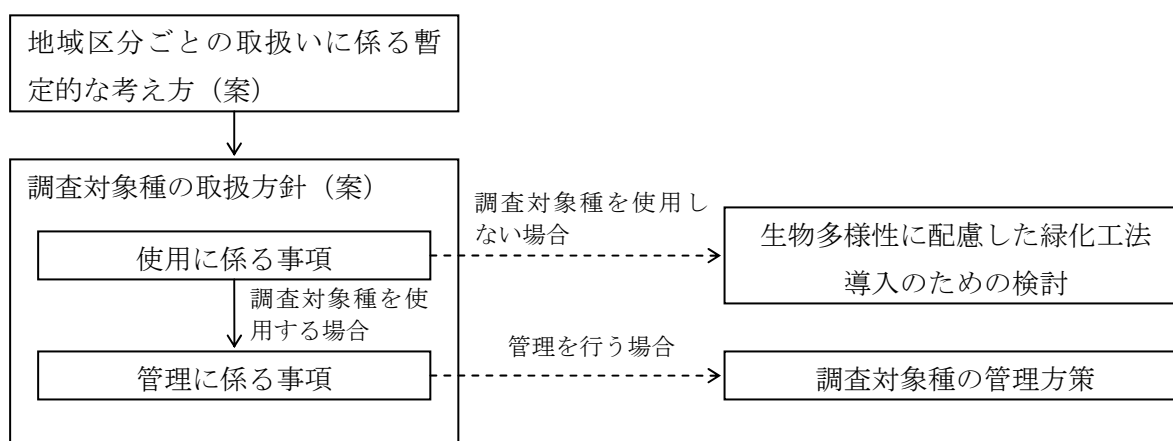 地域区分ごとの取扱いに係る暫
定的な考え方（案）
調査対象種の取扱方針（案）
調査対象種を使用し
ない場合
使用に係る事項
生物多様性に配慮した緑化工法
導入のための検討
調査対象種を使
用する場合
管理を行う場合
管理に係る事項
調査対象種の管理方策